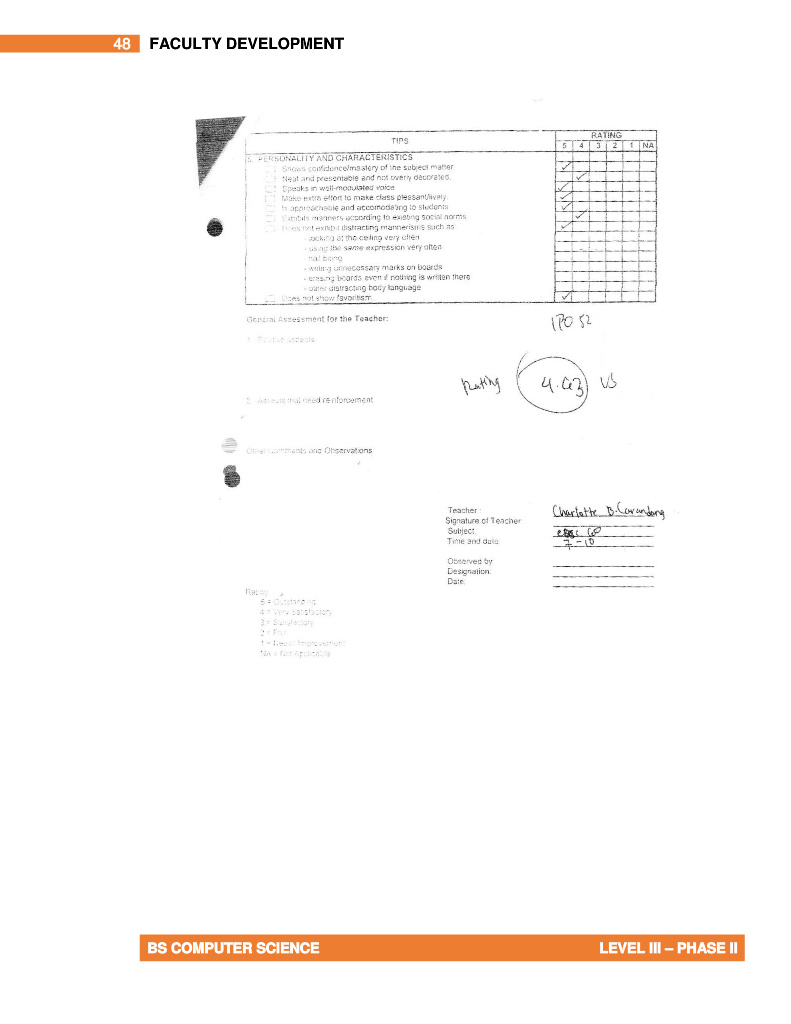 48 FACULTY DEVELOPMENT
TIPS RATING
5 4 3 2 1 NA
5. PERSONALITY AND CHARACTERISTICS
Shows confidence/mastery of the subject matter
Neat and presentable and not overly decorated.
Speaks in well-modulated voice
Make extra effort to make class pleasant/lively.
Is approachable and accomodating to students
Exhibits manners according to existing social norms
Does not exhibit distracting mannerisms such as
- looking at the ceiling very often
- using the same expression very often
- nail biting
- writing unnecessary marks on boards
- erasing boards even if nothing is written there
- other distracting body language
Does not show favoritism
General Assessment for the Teacher:
1. Positive aspects
Rating 4.63 VS
2. Aspects that need reinforcement
Other Comments and Observations
Teacher : Charlotte B. Carandang
Signature of Teacher
Subject: 60
Time and date: 7-10
Observed by
Designation:
Date:
Rating
5 = Outstanding
4 = Very Satisfactory
3 = Satisfactory
2 = Fair
1 = Needs Improvement
NA = Not Applicable
BS COMPUTER SCIENCE LEVEL III – PHASE II